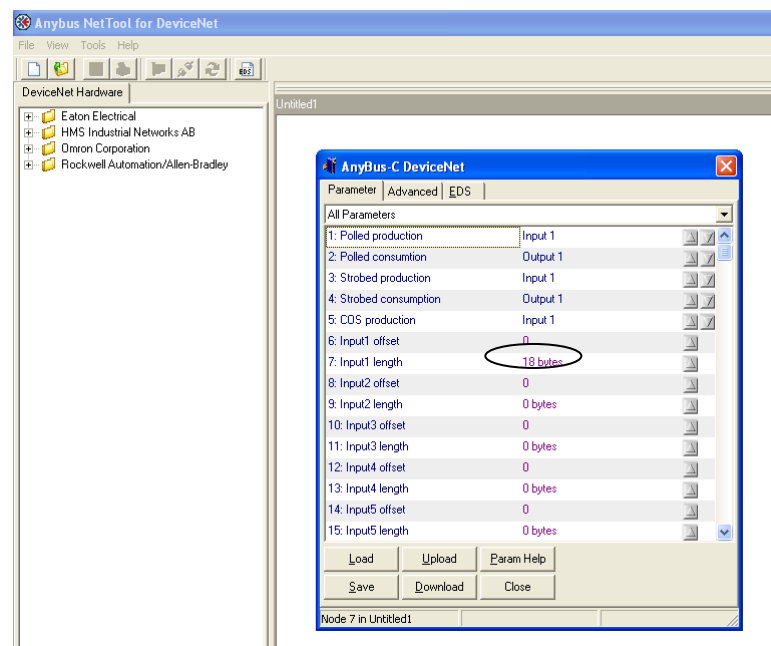 Anybus NetTool for DeviceNet
File View Tools Help
EDS
DeviceNet Hardware
Untitled1
Eaton Electrical
HMS Industrial Networks AB
Omron Corporation
Rockwell Automation/Allen-Bradley
AnyBus-C DeviceNet
Parameter Advanced EDS
All Parameters
1: Polled production Input 1
2: Polled consumtion Output 1
3: Strobed production Input 1
4: Strobed consumption Output 1
5: COS production Input 1
6: Input1 offset 0
7: Input1 length 18 bytes
8: Input2 offset 0
9: Input2 length 0 bytes
10: Input3 offset 0
11: Input3 length 0 bytes
12: Input4 offset 0
13: Input4 length 0 bytes
14: Input5 offset 0
15: Input5 length 0 bytes
Load Upload Param Help
Save Download Close
Node 7 in Untitled1